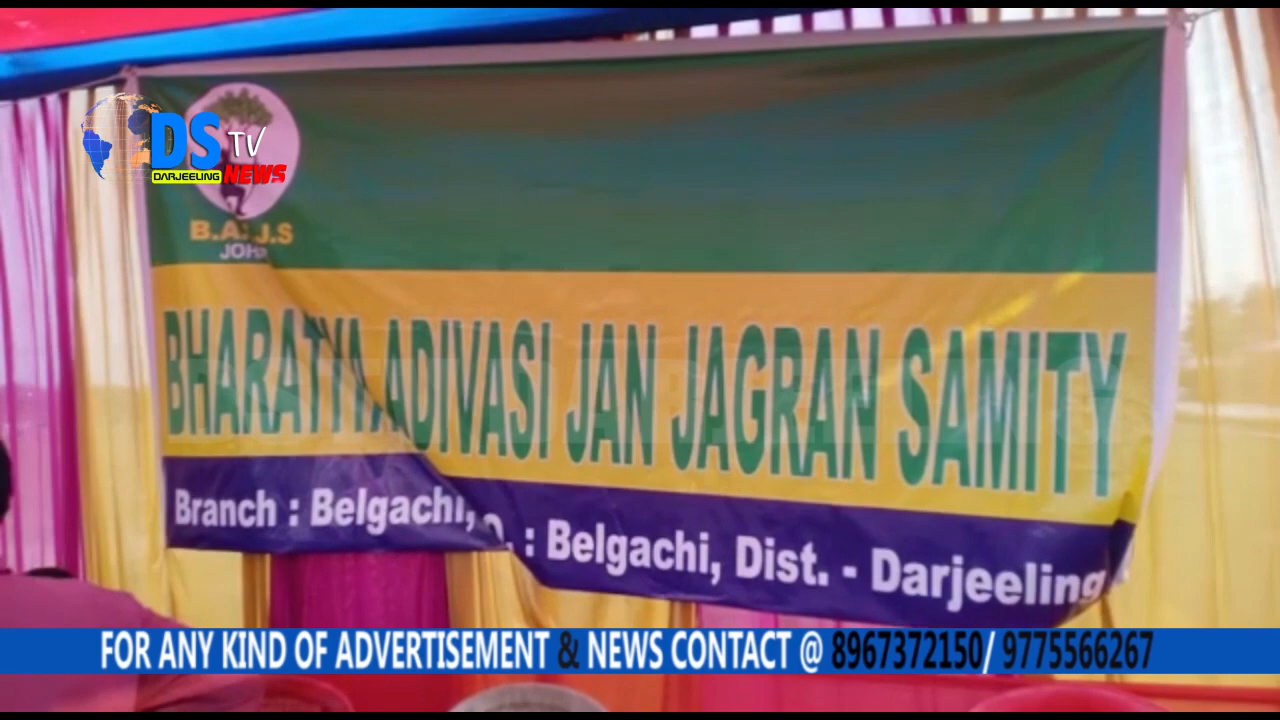 DS TV
DARJEELING NEWS
B.A.J.S
BHARATYA ADIVASI JAN JAGRAN SAMITY
Branch : Belgachi, : Belgachi, Dist. - Darjeeling
FOR ANY KIND OF ADVERTISEMENT & NEWS CONTACT @ 8967372150/ 9775566267